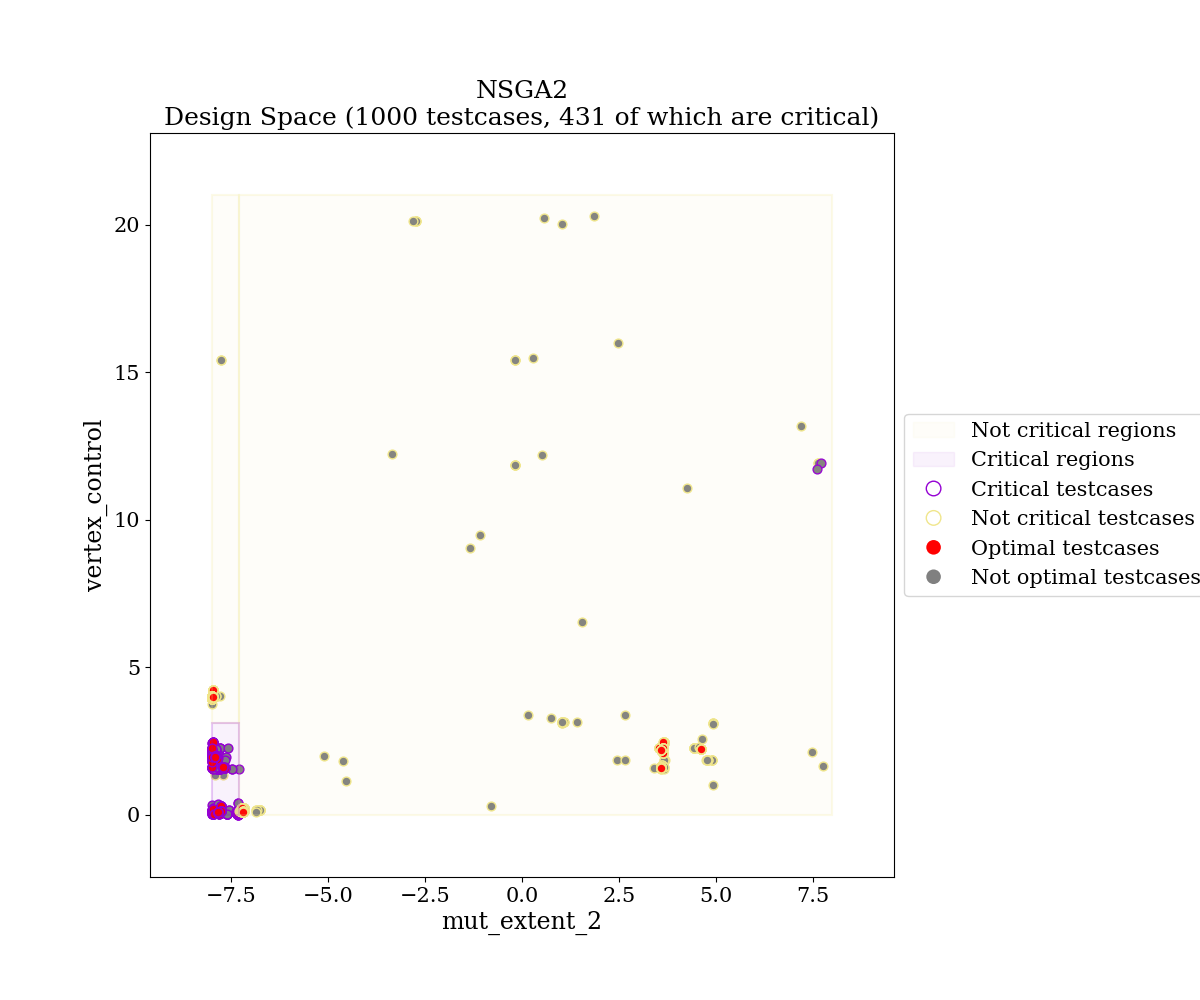 NSGA2
Design Space (1000 testcases, 431 of which are critical)
20
15
10
5
0
vertex_control
−7.5
−5.0
−2.5
0.0
2.5
5.0
7.5
mut_extent_2
Not critical regions
Critical regions
Critical testcases
Not critical testcases
Optimal testcases
Not optimal testcases